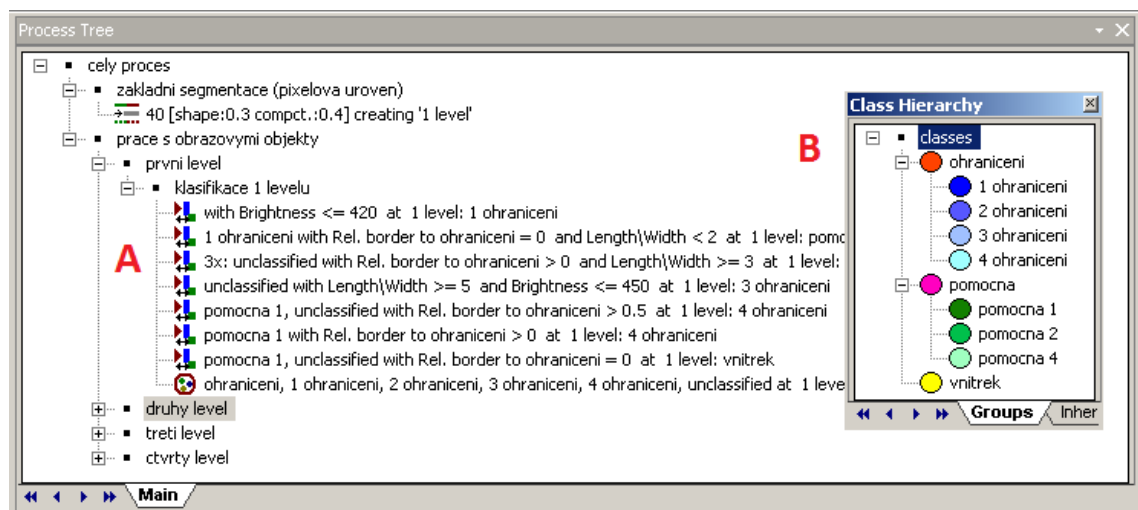 Process Tree
cely proces
zakladni segmentace (pixelova uroven)
40 [shape:0.3 compct.:0.4] creating '1 level'
prace s obrazovymi objekty
prvni level
klasifikace 1 levelu
with Brightness <= 420 at 1 level: 1 ohraniceni
1 ohraniceni with Rel. border to ohraniceni = 0 and Length\Width < 2 at 1 level: pomo
3x: unclassified with Rel. border to ohraniceni > 0 and Length\Width >= 3 at 1 level:
unclassified with Length\Width >= 5 and Brightness <= 450 at 1 level: 3 ohraniceni
pomocna 1, unclassified with Rel. border to ohraniceni > 0.5 at 1 level: 4 ohraniceni
pomocna 1 with Rel. border to ohraniceni > 0 at 1 level: 4 ohraniceni
pomocna 1, unclassified with Rel. border to ohraniceni = 0 at 1 level: vnitrek
ohraniceni, 1 ohraniceni, 2 ohraniceni, 3 ohraniceni, 4 ohraniceni, unclassified at 1 leve
druhy level
treti level
ctvrty level
Main
A
B
Class Hierarchy
classes
ohraniceni
1 ohraniceni
2 ohraniceni
3 ohraniceni
4 ohraniceni
pomocna
pomocna 1
pomocna 2
pomocna 4
vnitrek
Groups
Inher